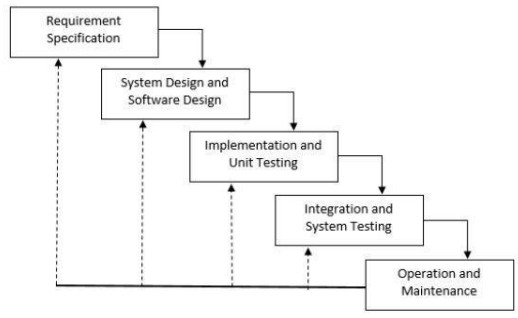 Requirement
Specification
System Design and
Software Design
Implementation and
Unit Testing
Integration and
System Testing
Operation and
Maintenance